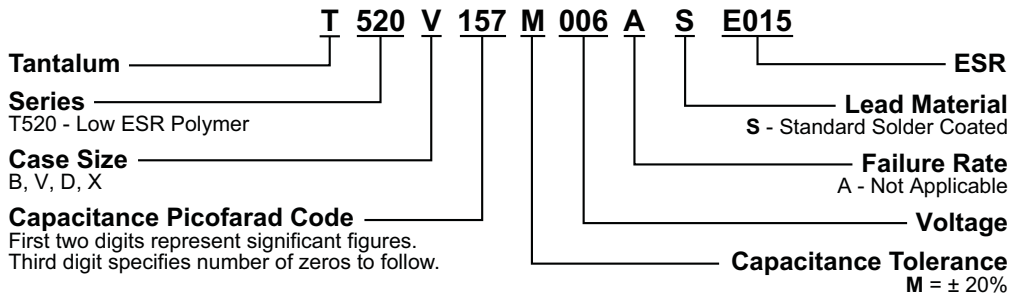 T 520 V 157 M 006 A S E015
Tantalum
Series
T520 - Low ESR Polymer
Case Size
B, V, D, X
Capacitance Picofarad Code
First two digits represent significant figures.
Third digit specifies number of zeros to follow.
ESR
Lead Material
S - Standard Solder Coated
Failure Rate
A - Not Applicable
Voltage
Capacitance Tolerance
M = ± 20%